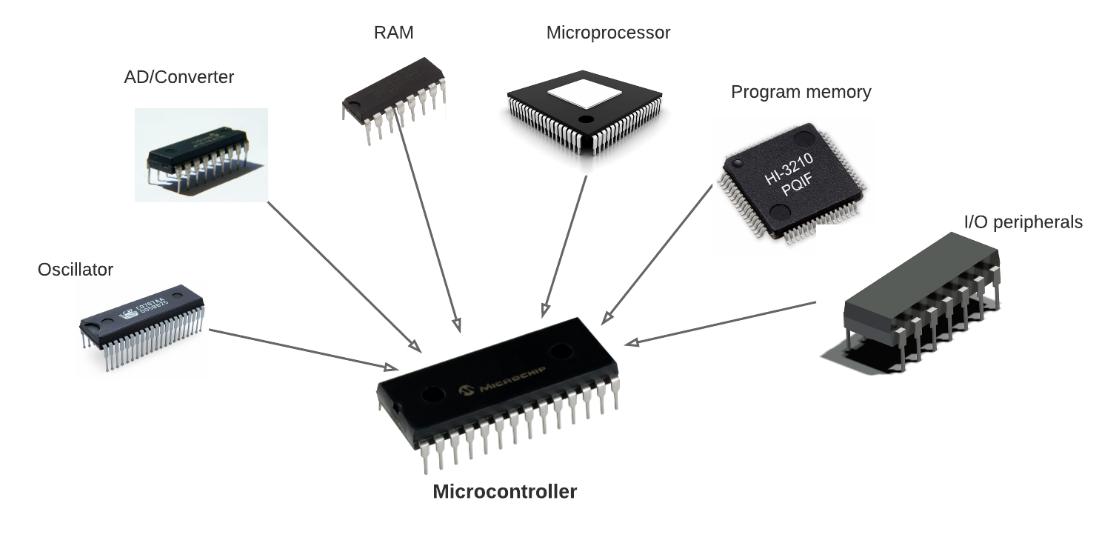 RAM
Microprocessor
AD/Converter
Program memory
HI-3210
PQIF
I/O peripherals
Oscillator
MICROCHIP
Microcontroller